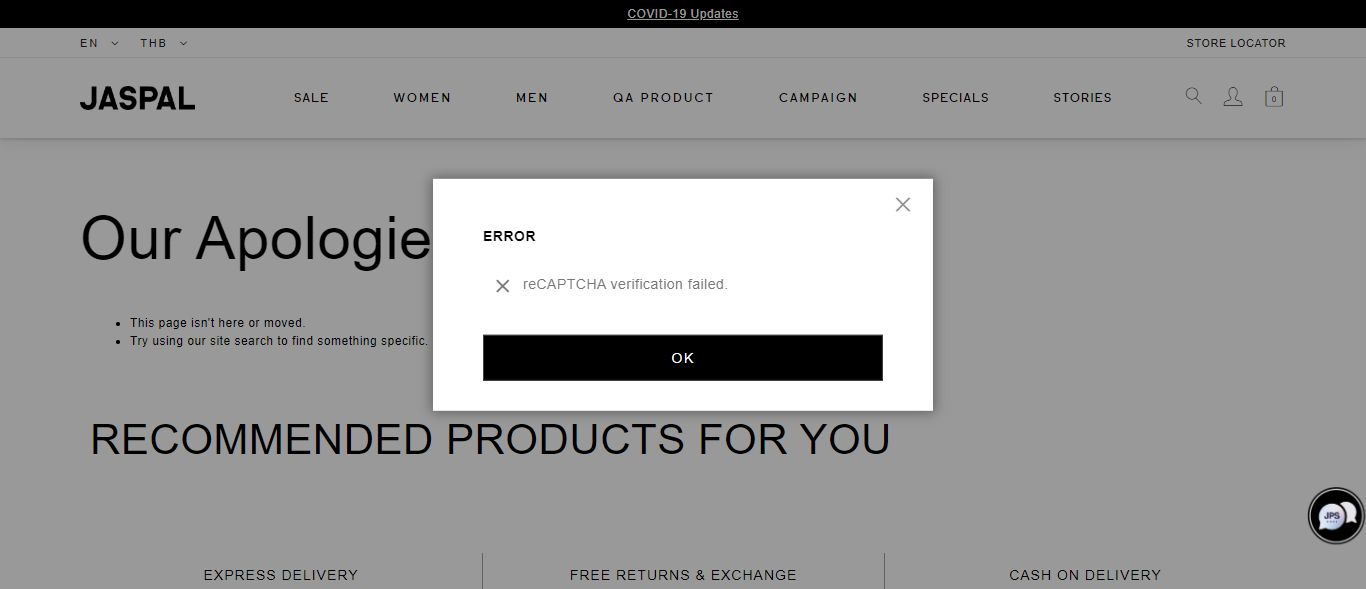 COVID-19 Updates
EN THB STORE LOCATOR
JASPAL SALE WOMEN MEN QA PRODUCT CAMPAIGN SPECIALS STORIES 0
Our Apologie
ERROR
reCAPTCHA verification failed.
OK
This page isn't here or moved.
Try using our site search to find something specific.
RECOMMENDED PRODUCTS FOR YOU
JPS
EXPRESS DELIVERY FREE RETURNS & EXCHANGE CASH ON DELIVERY